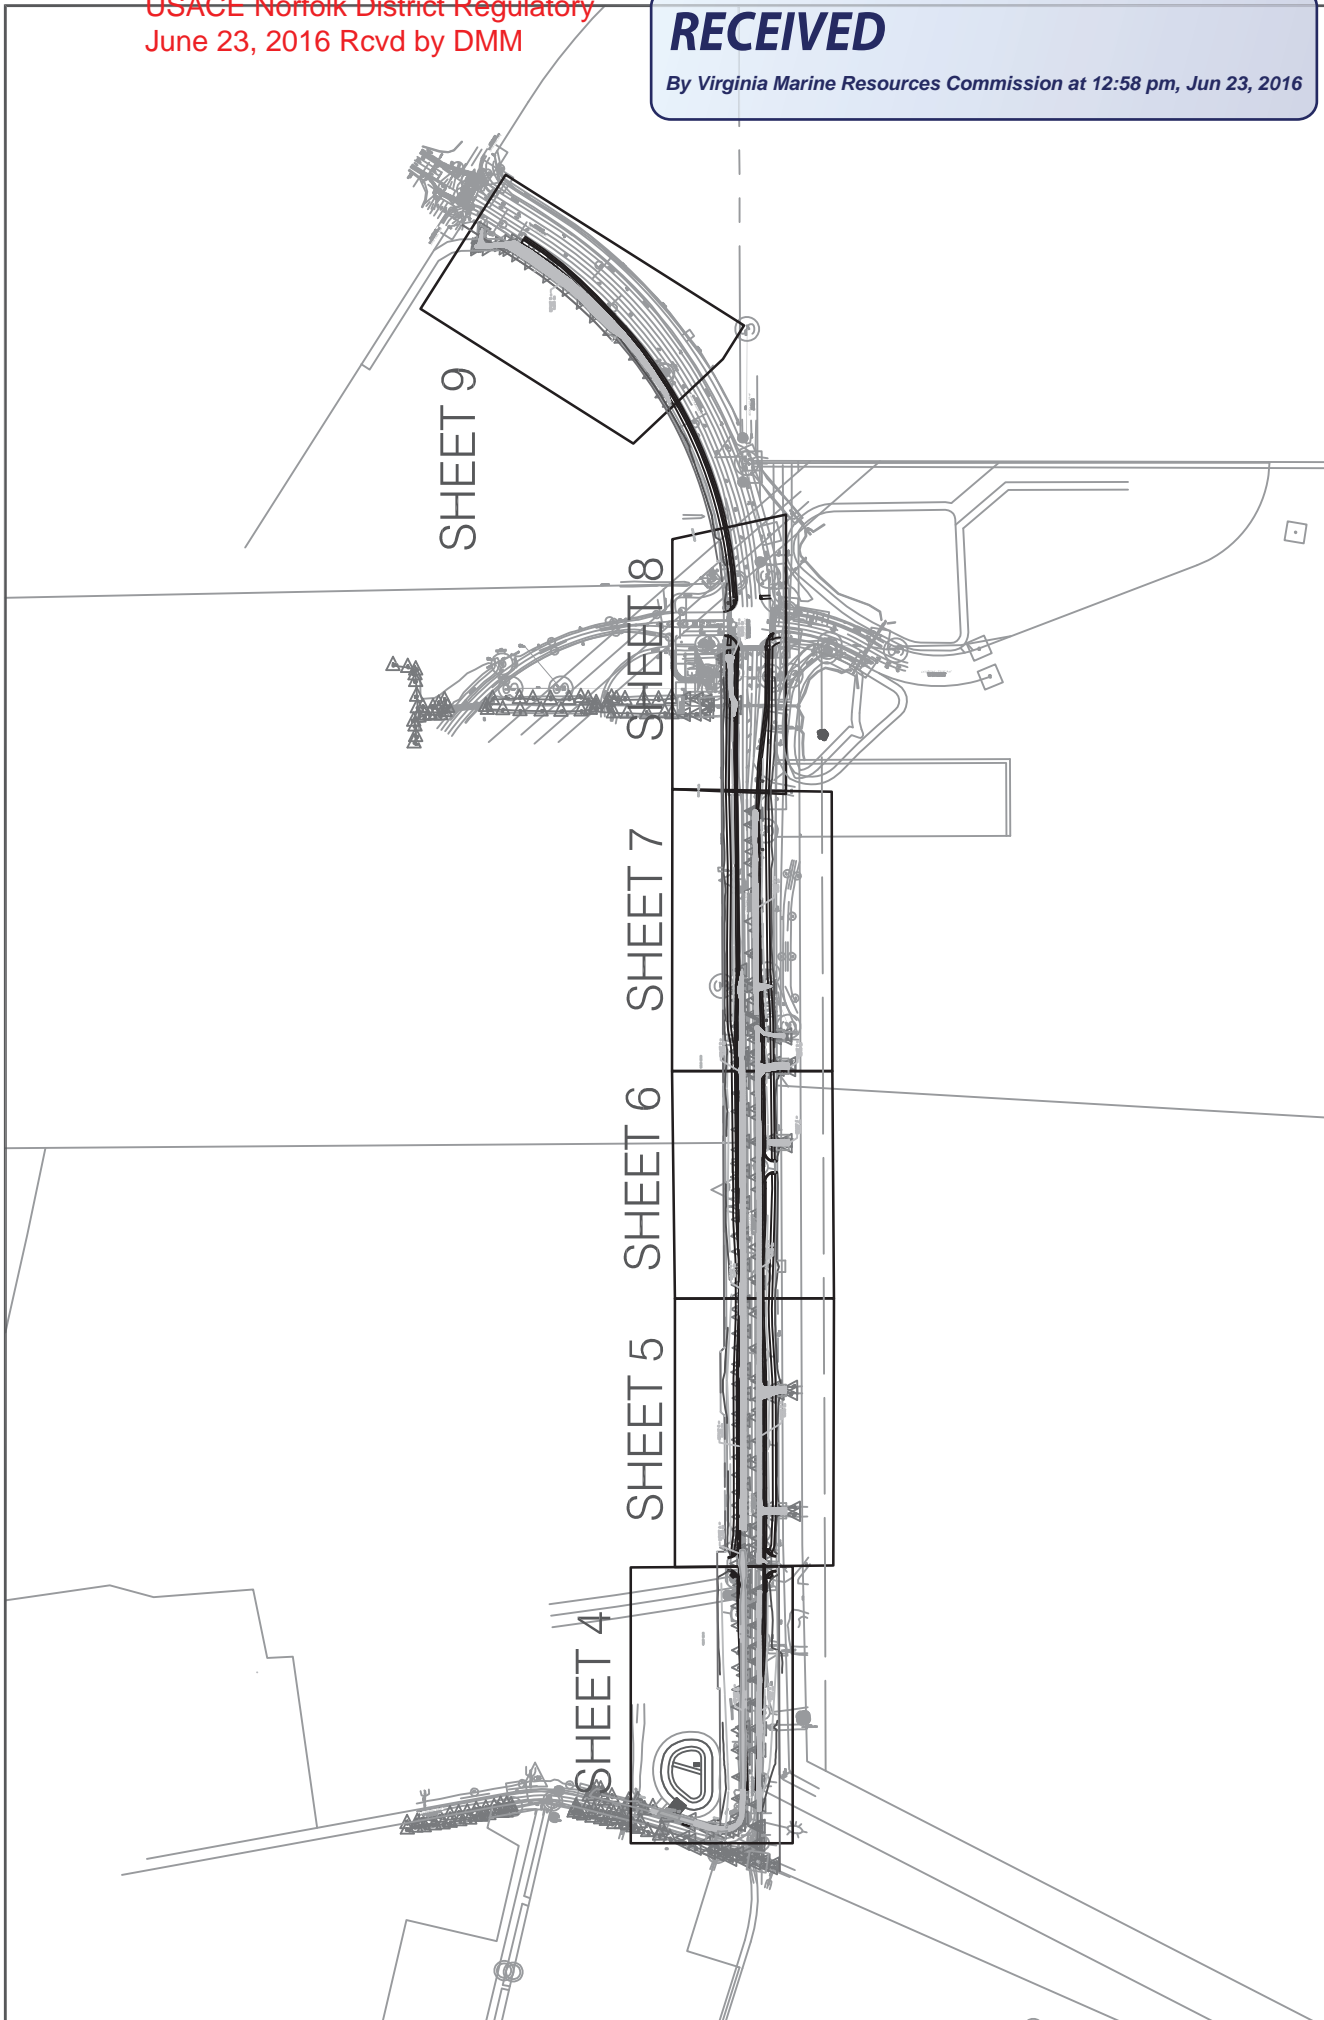 USACE Norfolk District Regulatory
June 23, 2016 Rcvd by DMM
RECEIVED
By Virginia Marine Resources Commission at 12:58 pm, Jun 23, 2016
SHEET 9
SHEET 8
SHEET 7
SHEET 6
SHEET 5
SHEET 4